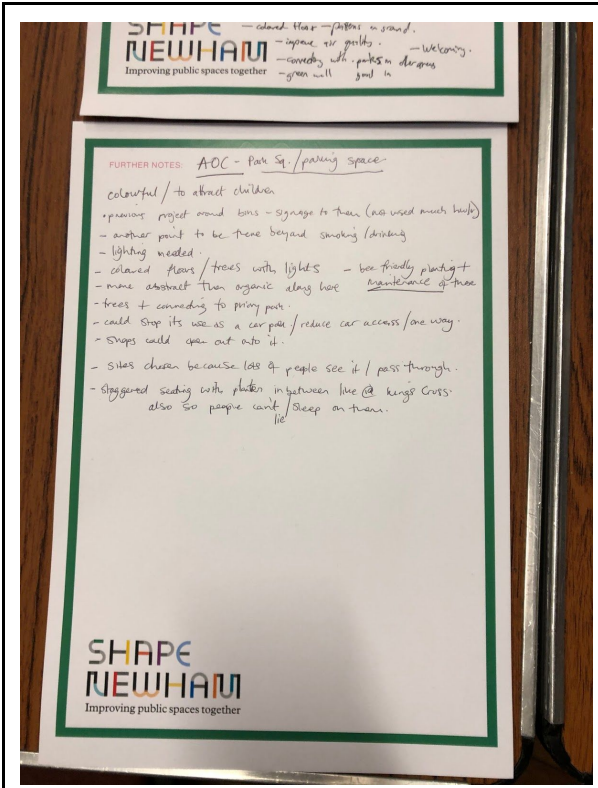 SHAPE
NEWHAM
Improving public spaces together
- coloured floor - patterns on ground.
- improve air quality.
- Welcoming.
- connecting with parks in other areas
- green wall
FURTHER NOTES: AOC - Park Sq. / parking space
colourful / to attract children
• previous project around bins - signage to them (not used much
- another point to be there beyond smoking / drinking
- lighting needed.
- coloured floors / trees with lights
- bee friendly planting +
maintenance of these
- more abstract than organic along here
- trees + connecting to priory park.
- could stop its use as a car park / reduce car access / one way.
- shops could open out onto it.
- sites chosen because lots of people see it / pass through.
- staggered seating with planter in between like @ Kings Cross.
also so people can't / sleep on them.
lie
SHAPE
NEWHAM
Improving public spaces together